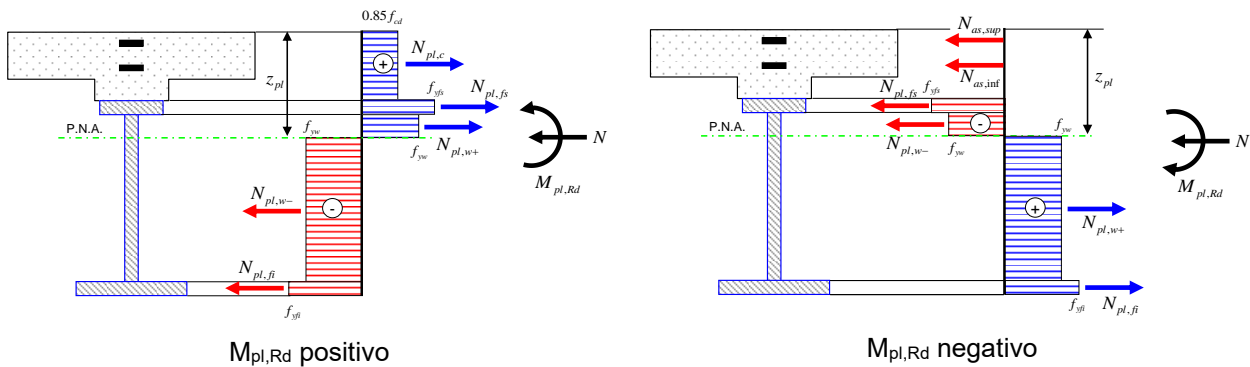 0.85 f_cd
z_pl
+
N_pl,c
f_yfs
N_pl,fs
P.N.A.
f_yw
f_yw
N_pl,w+
N
M_pl,Rd
N_pl,w-
-
N_pl,fi
f_yfi
M_pl,Rd positivo
N_as,sup
z_pl
N_as,inf
N_pl,fs
f_yfs
P.N.A.
-
f_yw
N_pl,w-
f_yw
N
M_pl,Rd
+
N_pl,w+
f_yfi
N_pl,fi
M_pl,Rd negativo